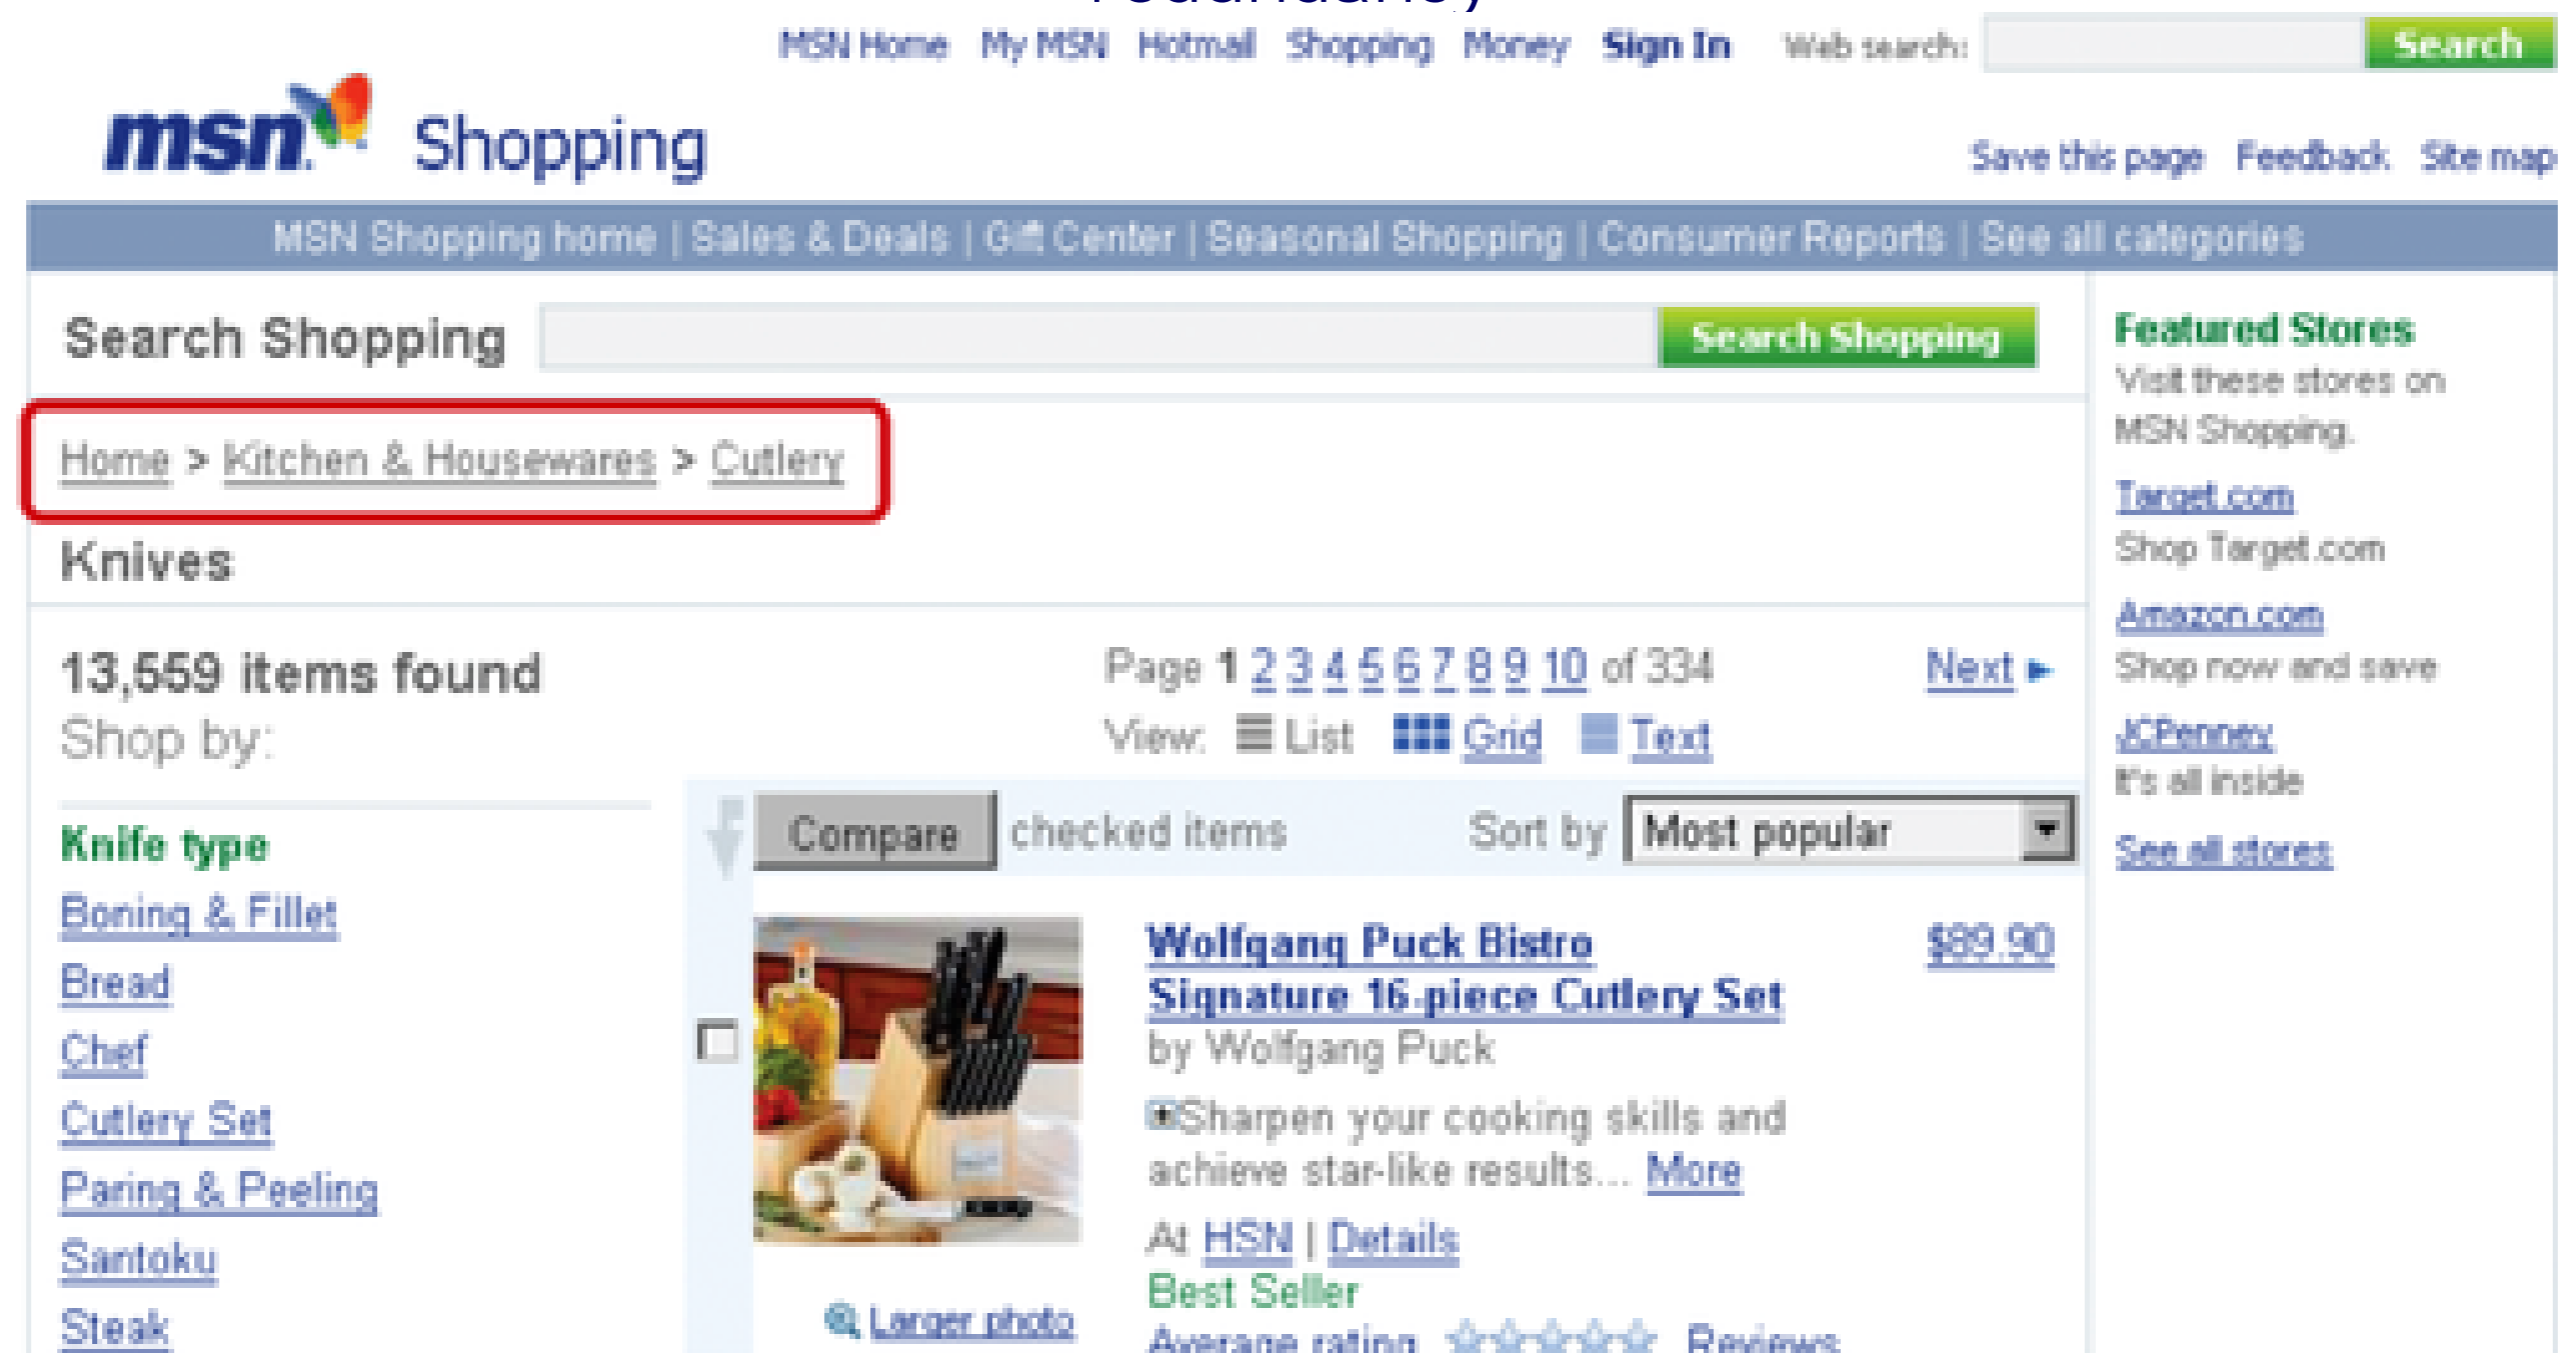 MSN Home My MSN Hotmail Shopping Money Sign In Web search: Search
msn Shopping
Save this page Feedback Site map
MSN Shopping home | Sales & Deals | Gift Center | Seasonal Shopping | Consumer Reports | See all categories
Search Shopping Search Shopping
Home > Kitchen & Housewares > Cutlery
Knives
13,559 items found
Shop by:
Page 1 2 3 4 5 6 7 8 9 10 of 334 Next
View: List Grid Text
Compare checked items Sort by Most popular
Knife type
Boning & Fillet
Bread
Chef
Cutlery Set
Paring & Peeling
Santoku
Steak
Larger photo
Wolfgang Puck Bistro
Signature 16-piece Cutlery Set
$89.90
by Wolfgang Puck
Sharpen your cooking skills and
achieve star-like results... More
At HSN | Details
Best Seller
Average rating Reviews
Featured Stores
Visit these stores on
MSN Shopping.
Target.com
Shop Target.com
Amazon.com
Shop now and save
JCPenney
It's all inside
See all stores